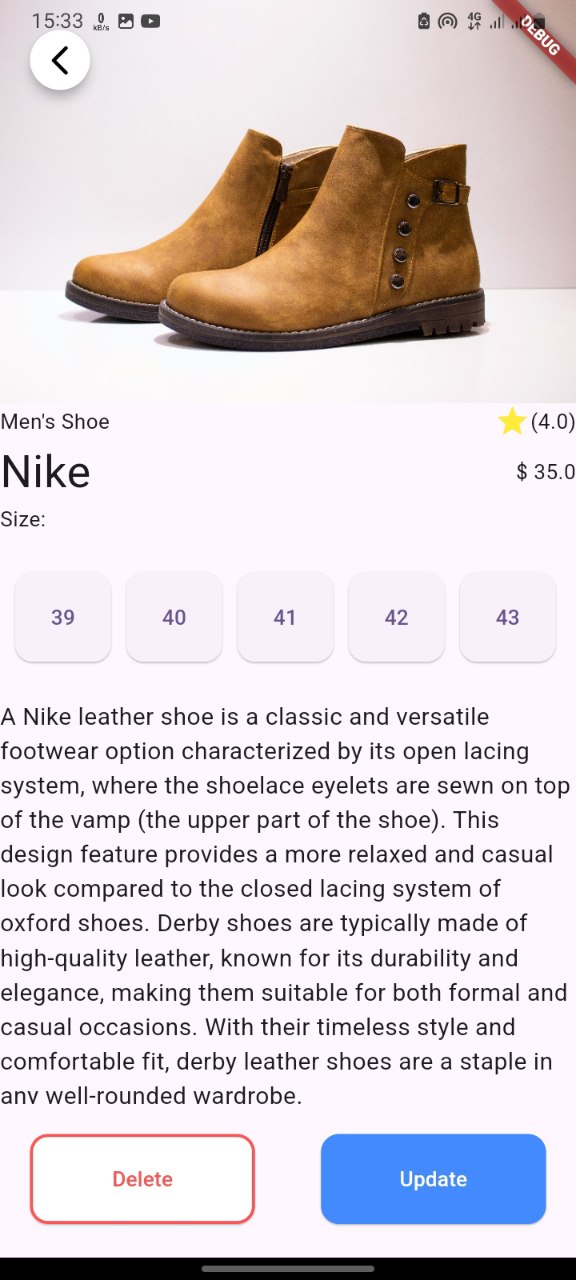 15:33 0 kB/s 4G
DEBUG
Men's Shoe (4.0)
Nike $ 35.0
Size:
39 40 41 42 43
A Nike leather shoe is a classic and versatile
footwear option characterized by its open lacing
system, where the shoelace eyelets are sewn on top
of the vamp (the upper part of the shoe). This
design feature provides a more relaxed and casual
look compared to the closed lacing system of
oxford shoes. Derby shoes are typically made of
high-quality leather, known for its durability and
elegance, making them suitable for both formal and
casual occasions. With their timeless style and
comfortable fit, derby leather shoes are a staple in
any well-rounded wardrobe.
Delete Update